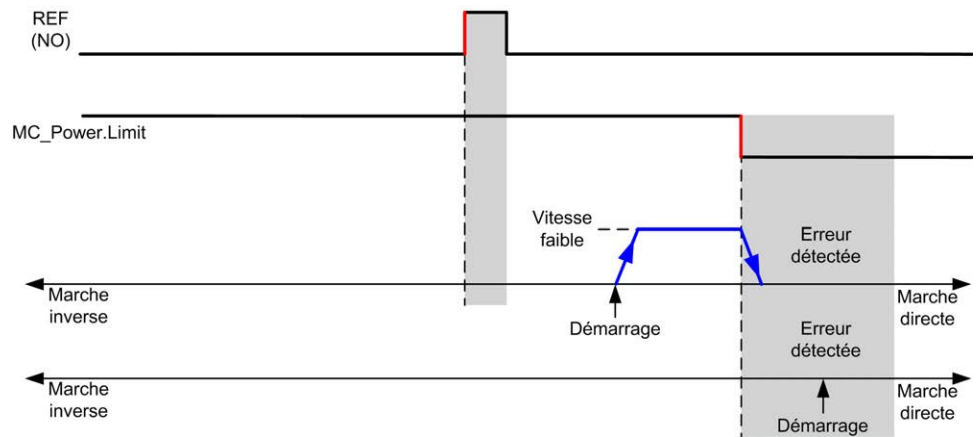 REF
(NO)
MC_Power.Limit
Vitesse
faible
Erreur
détectée
Marche
inverse
Démarrage
Marche
directe
Erreur
détectée
Marche
inverse
Démarrage
Marche
directe